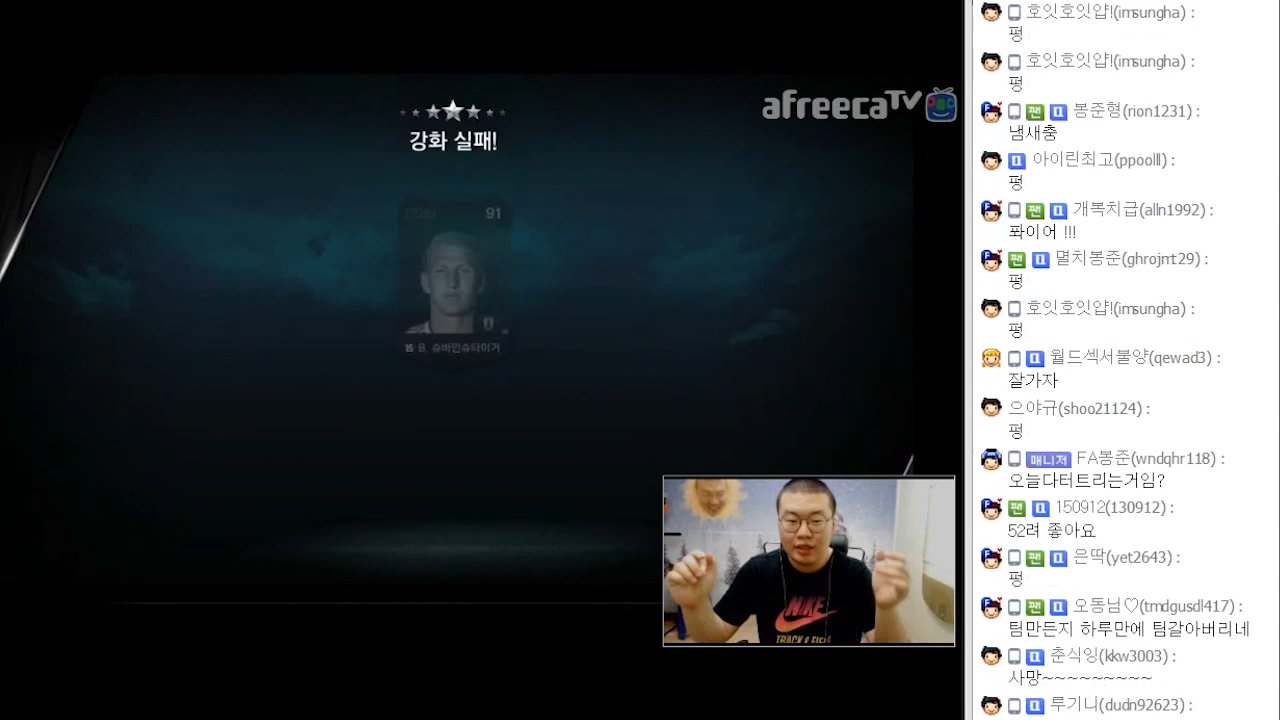 afreecaTV
강화 실패!
91
15 B. 슈바인슈타이거
NIKE
TRACK & FIELD
호잇호잇얍!(imsungha) :
펑
호잇호잇얍!(imsungha) :
펑
팬 봉준형(rion1231) :
냄새충
아이린최고(ppoolll) :
펑
팬 개복치급(alln1992) :
퐈이어 !!!
팬 멸치봉준(ghrojnt29) :
펑
호잇호잇얍!(imsungha) :
펑
월드섹서불양(qewad3) :
잘가자
으야규(shoo21124) :
펑
매니저 FA봉준(wndqhr118) :
오늘다터트리는거임?
팬 150912(130912) :
52려 좋아요
팬 은딱(yet2643) :
펑
팬 오동님♡(tmdgusdl417) :
팀만든지 하루만에 팀갈아버리네
춘식잉(kkw3003) :
사망~~~~~~~~~
루기니(dudn92623) :